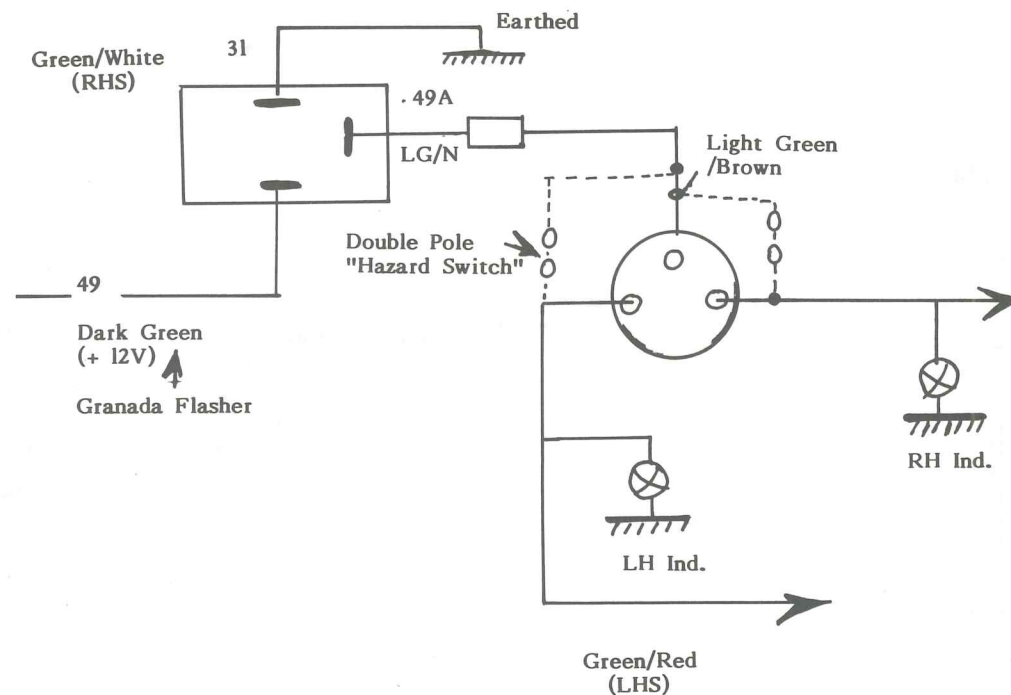 Earthed
31
Green/White
(RHS)
. 49A
LG/N
Light Green
/Brown
Double Pole
"Hazard Switch"
49
Dark Green
(+ 12V)
Granada Flasher
RH Ind.
LH Ind.
Green/Red
(LHS)